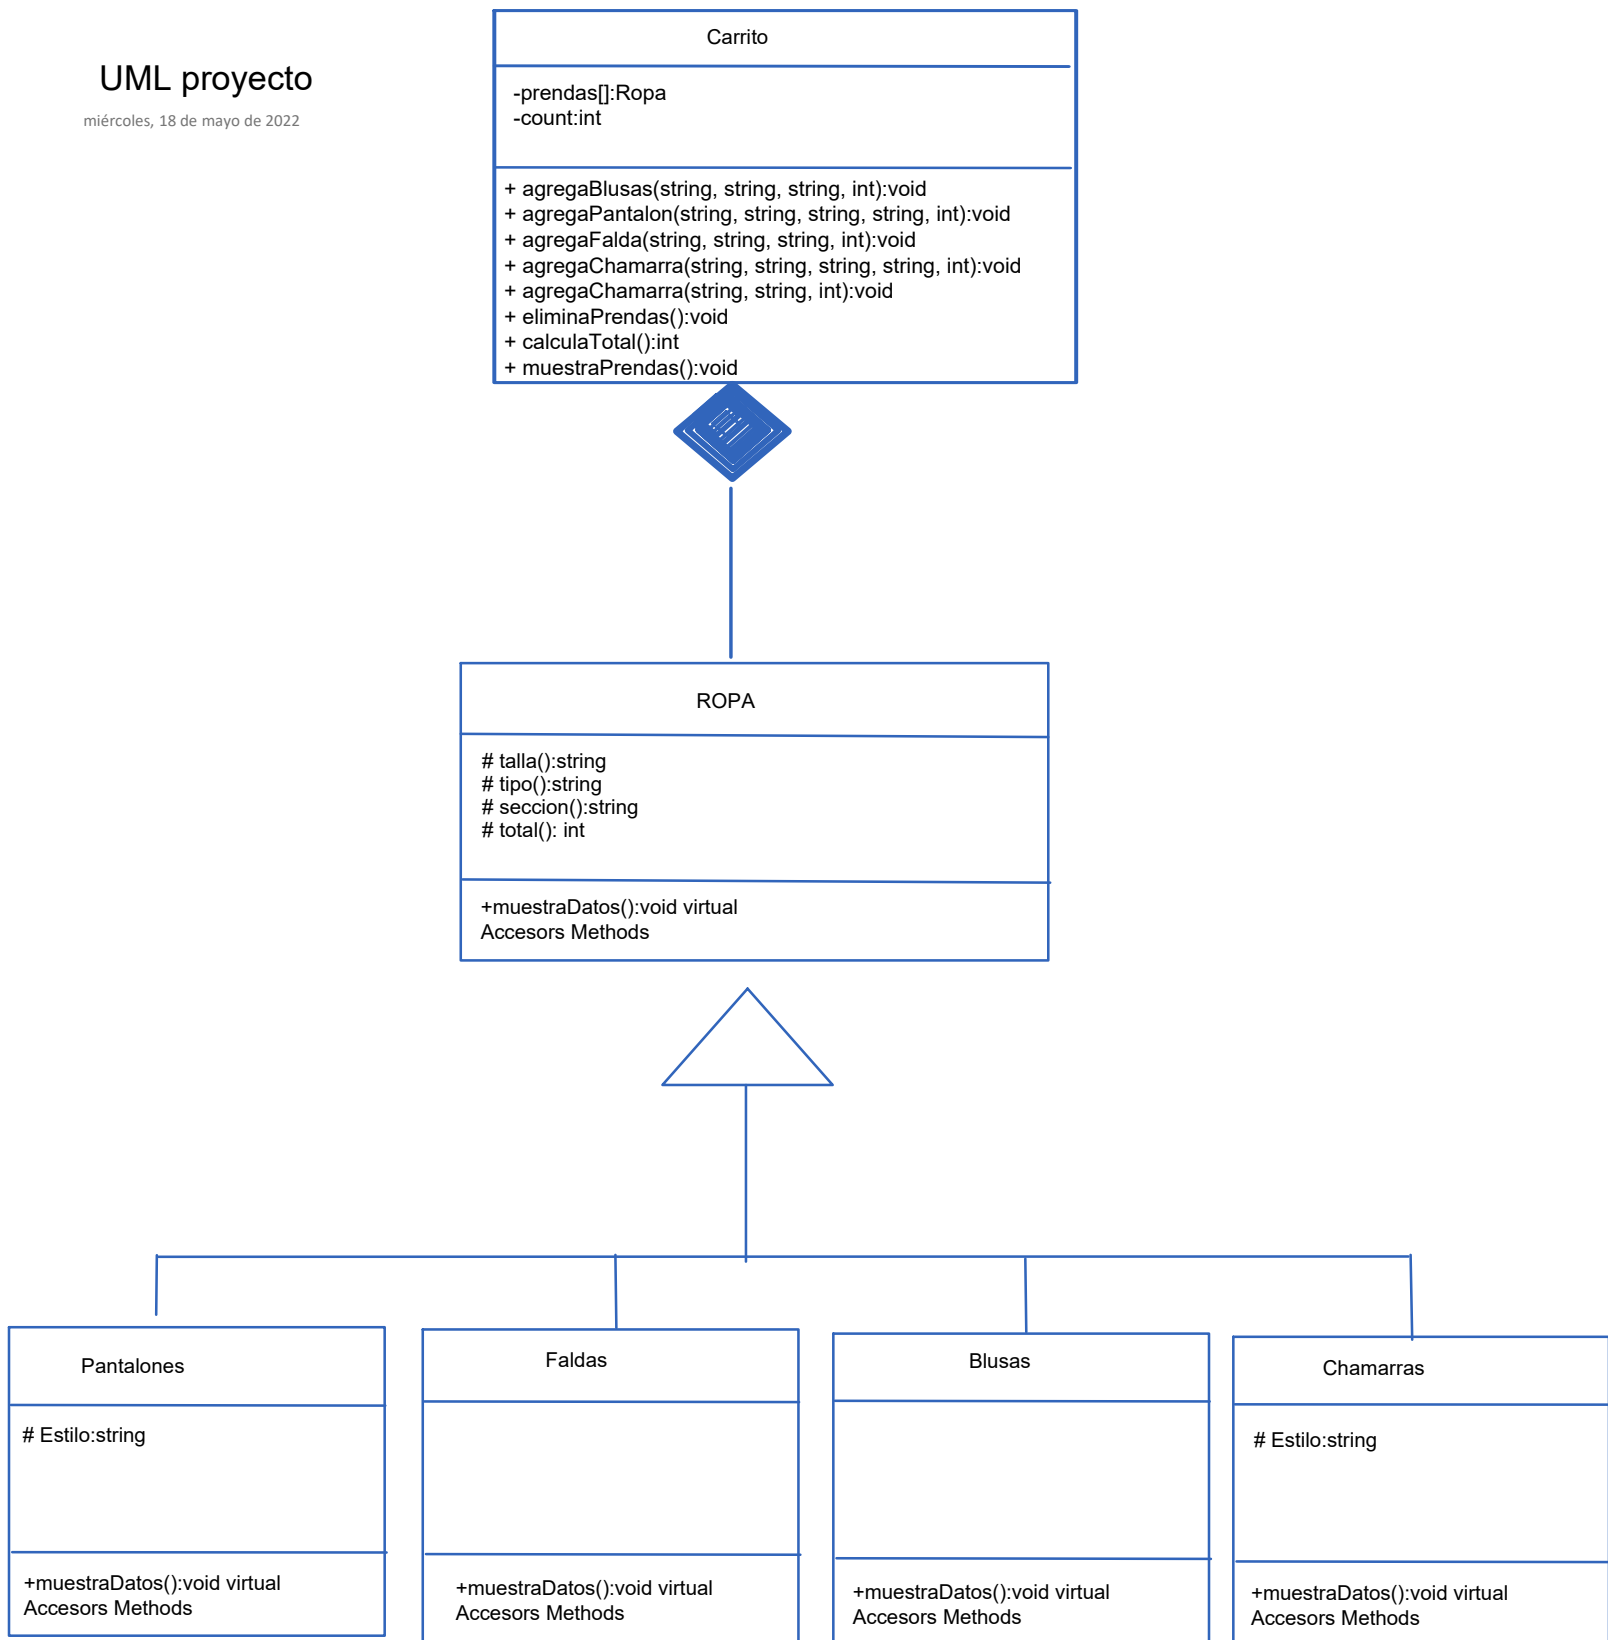 UML proyecto
miércoles, 18 de mayo de 2022
Carrito
-prendas[]:Ropa
-count:int
+ agregaBlusas(string, string, string, int):void
+ agregaPantalon(string, string, string, string, int):void
+ agregaFalda(string, string, string, int):void
+ agregaChamarra(string, string, string, string, int):void
+ agregaChamarra(string, string, int):void
+ eliminaPrendas():void
+ calculaTotal():int
+ muestraPrendas():void
ROPA
# talla():string
# tipo():string
# seccion():string
# total(): int
+muestraDatos():void virtual
Accesors Methods
Pantalones
# Estilo:string
+muestraDatos():void virtual
Accesors Methods
Faldas
+muestraDatos():void virtual
Accesors Methods
Blusas
+muestraDatos():void virtual
Accesors Methods
Chamarras
# Estilo:string
+muestraDatos():void virtual
Accesors Methods